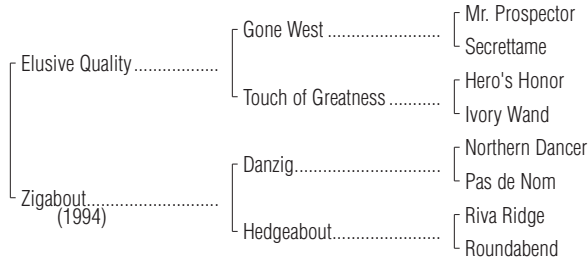 Mr. Prospector
Gone West
Secrettame
Elusive Quality
Hero's Honor
Touch of Greatness
Ivory Wand
Northern Dancer
Danzig
Pas de Nom
Zigabout
(1994)
Riva Ridge
Hedgeabout
Roundabend